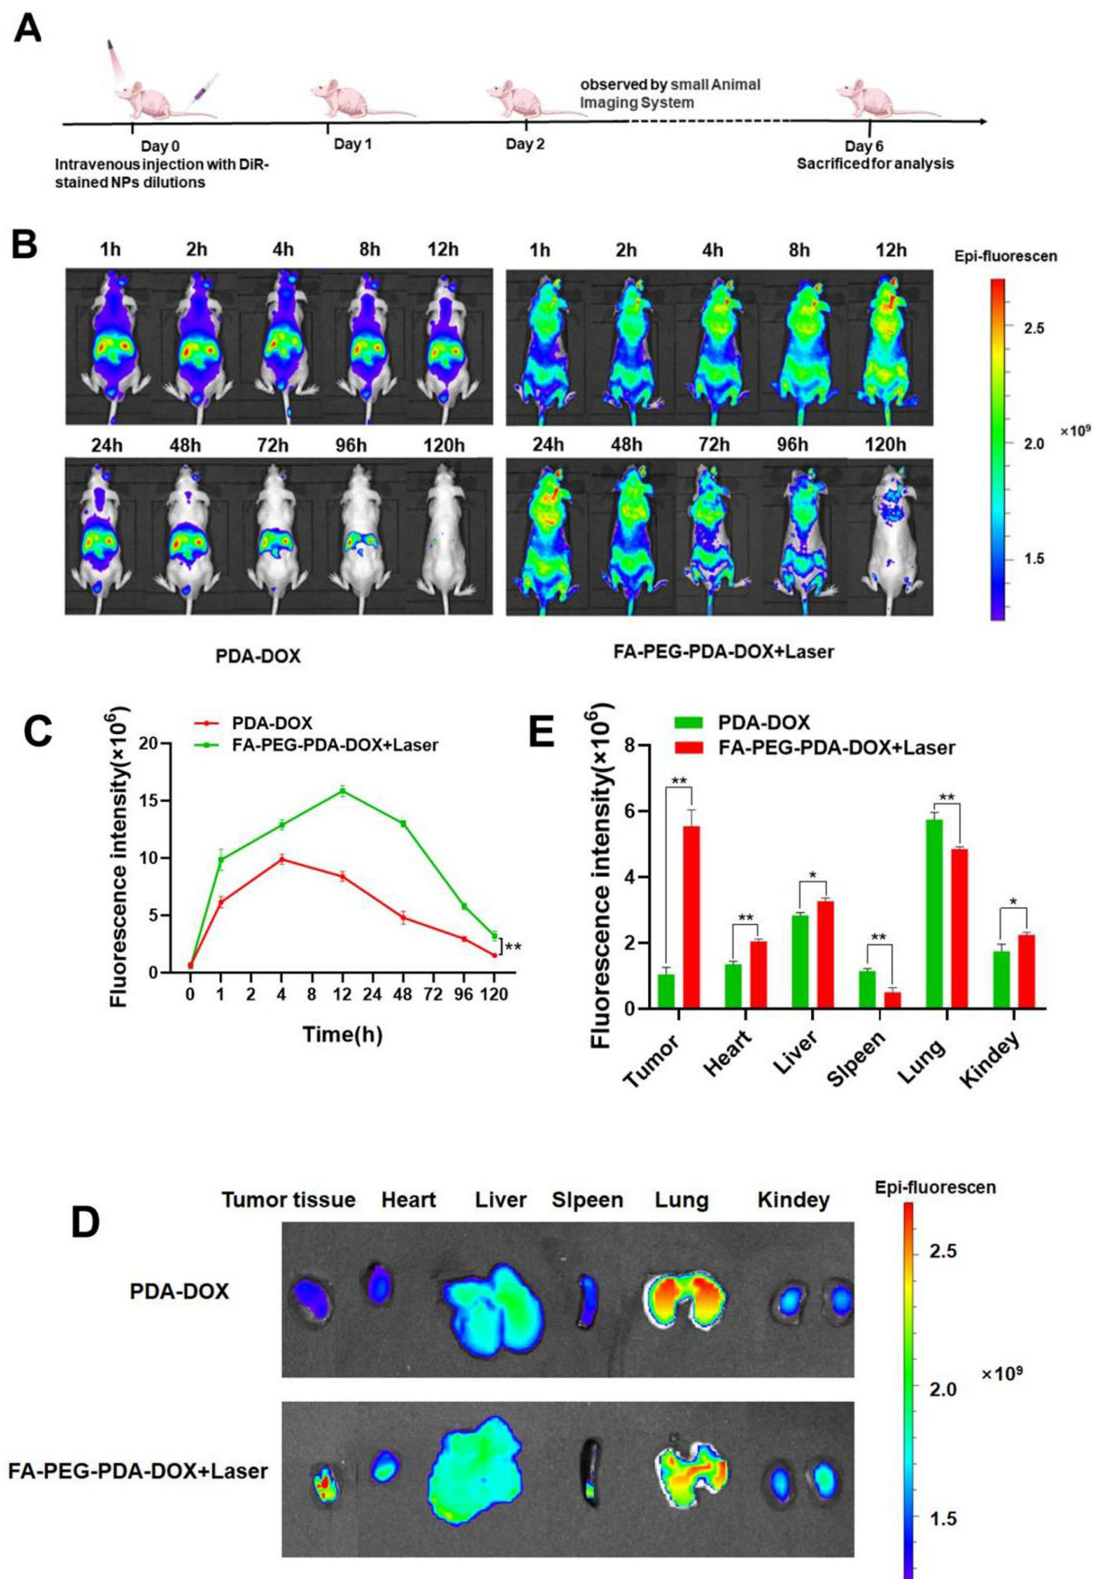 A
observed by small Animal
Imaging System
Day 0
Day 1
Day 2
Day 6
Intravenous injection with DiR-
stained NPs dilutions
Sacrificed for analysis
B
1h 2h 4h 8h 12h
1h 2h 4h 8h 12h
24h 48h 72h 96h 120h
24h 48h 72h 96h 120h
PDA-DOX
FA-PEG-PDA-DOX+Laser
Epi-fluorescen
2.5
2.0
×10⁹
1.5
C
PDA-DOX
FA-PEG-PDA-DOX+Laser
Fluorescence intensity(×10⁶)
20
15
10
5
0
**
0 1 2 4 8 12 24 48 72 96 120
Time(h)
E
PDA-DOX
FA-PEG-PDA-DOX+Laser
Fluorescence intensity(×10⁶)
8
6
4
2
0
** ** * ** ** *
Tumor Heart Liver Slpeen Lung Kindey
D
Tumor tissue Heart Liver Slpeen Lung Kindey
PDA-DOX
FA-PEG-PDA-DOX+Laser
Epi-fluorescen
2.5
2.0
×10⁹
1.5